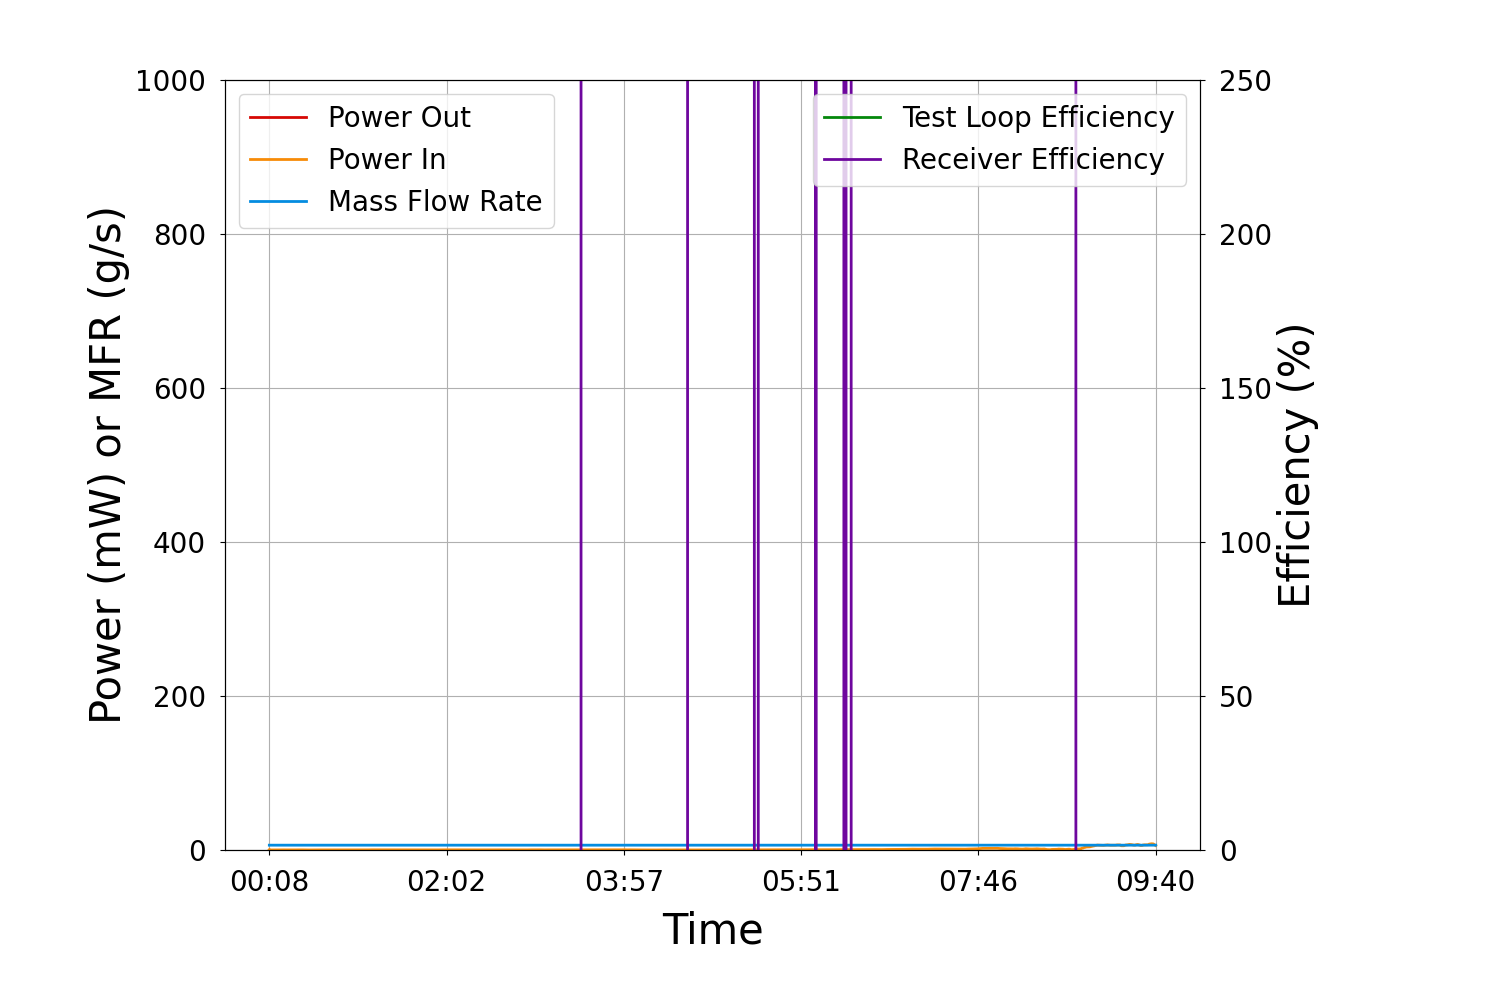 Power Out
Power In
Mass Flow Rate
Test Loop Efficiency
Receiver Efficiency
Power (mW) or MFR (g/s)
1000
800
600
400
200
0
250
200
150
100
50
0
Efficiency (%)
00:08 02:02 03:57 05:51 07:46 09:40
Time